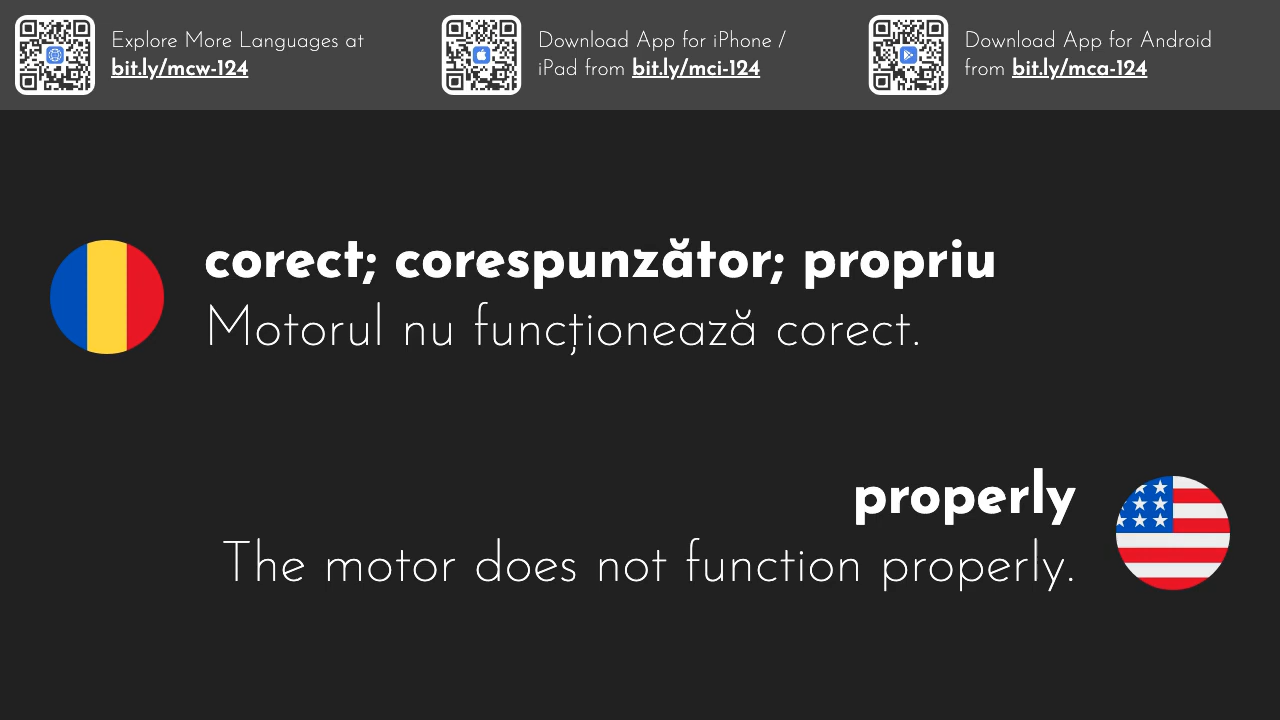 Explore More Languages at
bit.ly/mcw-124
Download App for iPhone /
iPad from bit.ly/mci-124
Download App for Android
from bit.ly/mca-124
corect; corespunzător; propriu
Motorul nu funcționează corect.
properly
The motor does not function properly.